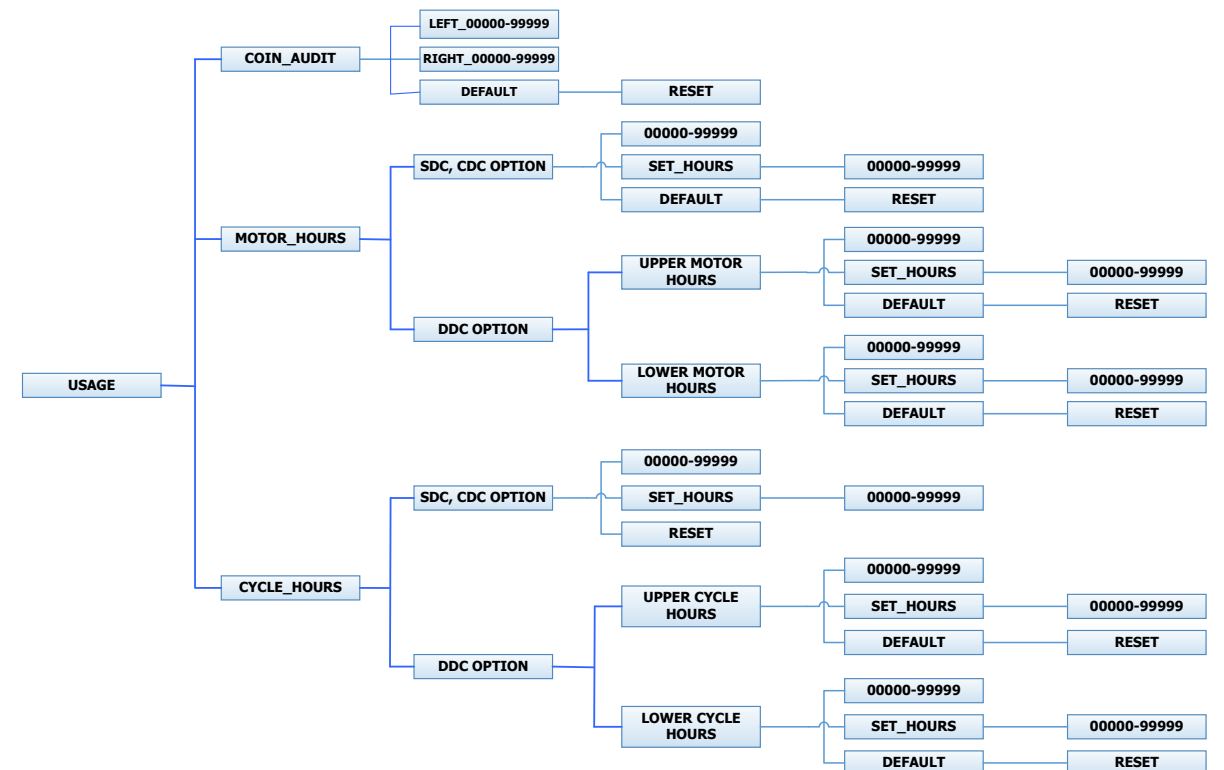 LEFT_00000-99999
COIN_AUDIT
RIGHT_00000-99999
DEFAULT
RESET
00000-99999
SDC, CDC OPTION
SET_HOURS
00000-99999
DEFAULT
RESET
MOTOR_HOURS
00000-99999
UPPER MOTOR
HOURS
SET_HOURS
00000-99999
DEFAULT
RESET
DDC OPTION
00000-99999
LOWER MOTOR
HOURS
SET_HOURS
00000-99999
DEFAULT
RESET
USAGE
00000-99999
SDC, CDC OPTION
SET_HOURS
00000-99999
RESET
CYCLE_HOURS
00000-99999
UPPER CYCLE
HOURS
SET_HOURS
00000-99999
DEFAULT
RESET
DDC OPTION
00000-99999
LOWER CYCLE
HOURS
SET_HOURS
00000-99999
DEFAULT
RESET